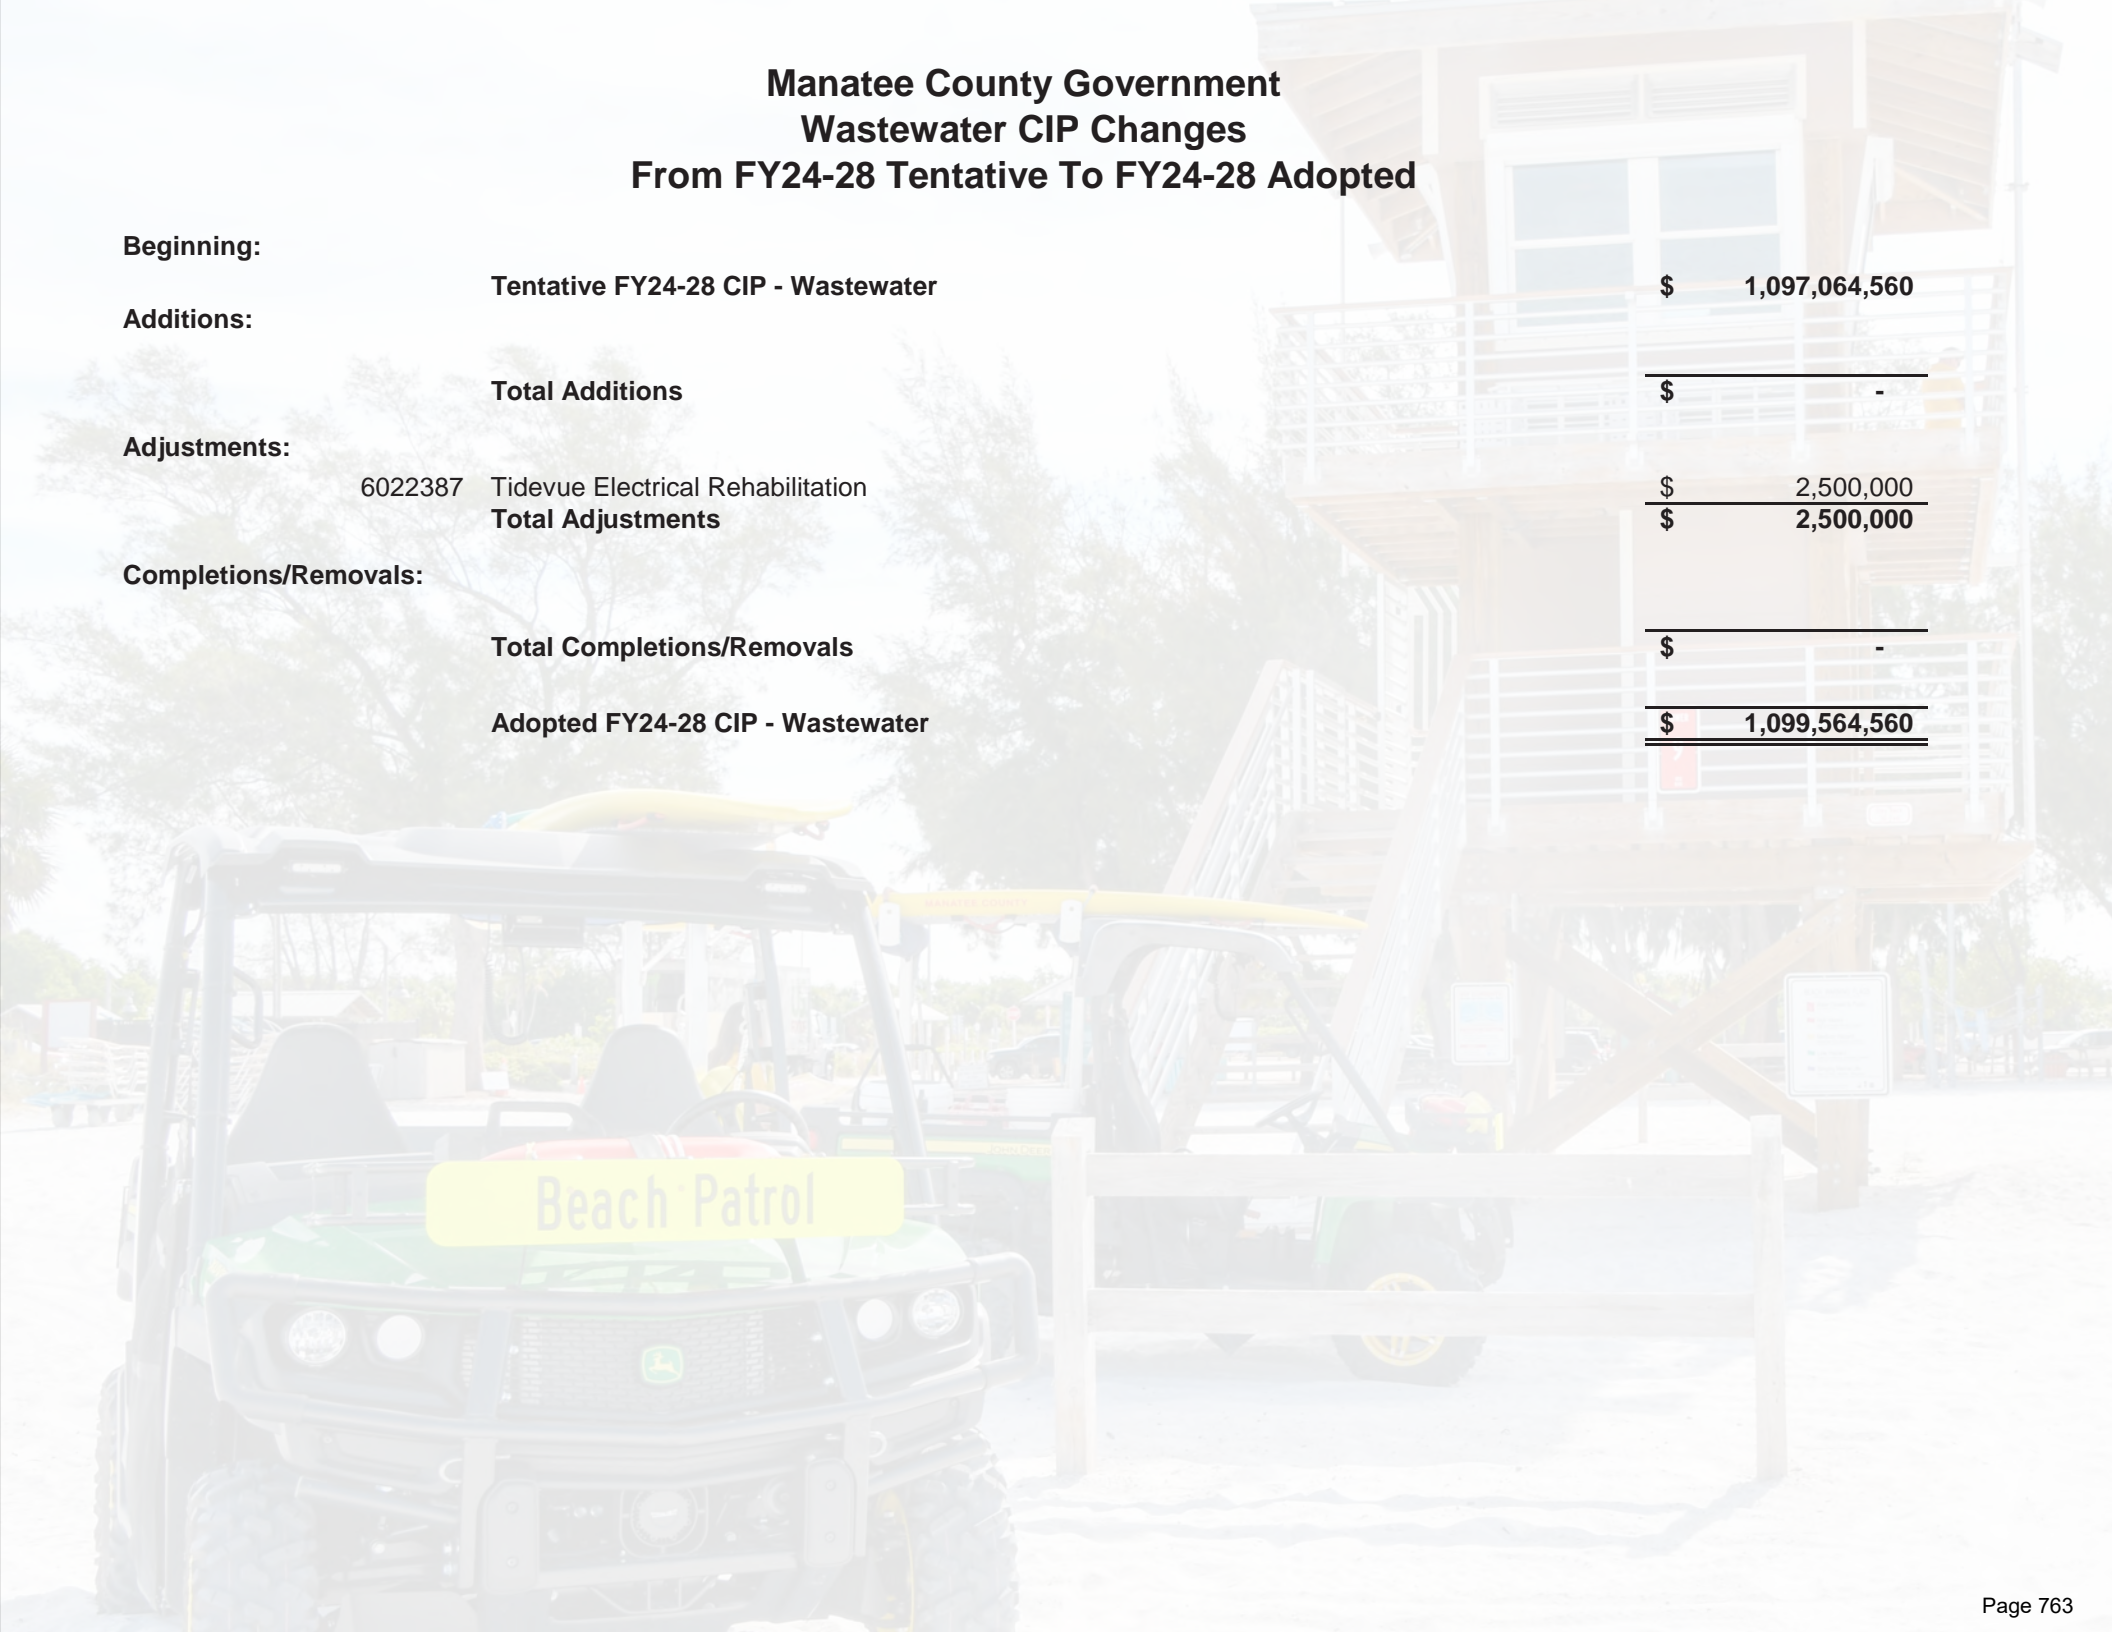 Manatee County Government
Wastewater CIP Changes
From FY24-28 Tentative To FY24-28 Adopted
Beginning:
Tentative FY24-28 CIP - Wastewater $ 1,097,064,560
Additions:
Total Additions $ -
Adjustments:
6022387 Tidevue Electrical Rehabilitation $ 2,500,000
Total Adjustments $ 2,500,000
Completions/Removals:
Total Completions/Removals $ -
Adopted FY24-28 CIP - Wastewater $ 1,099,564,560
MANATEE COUNTY
Beach Patrol
Page 763